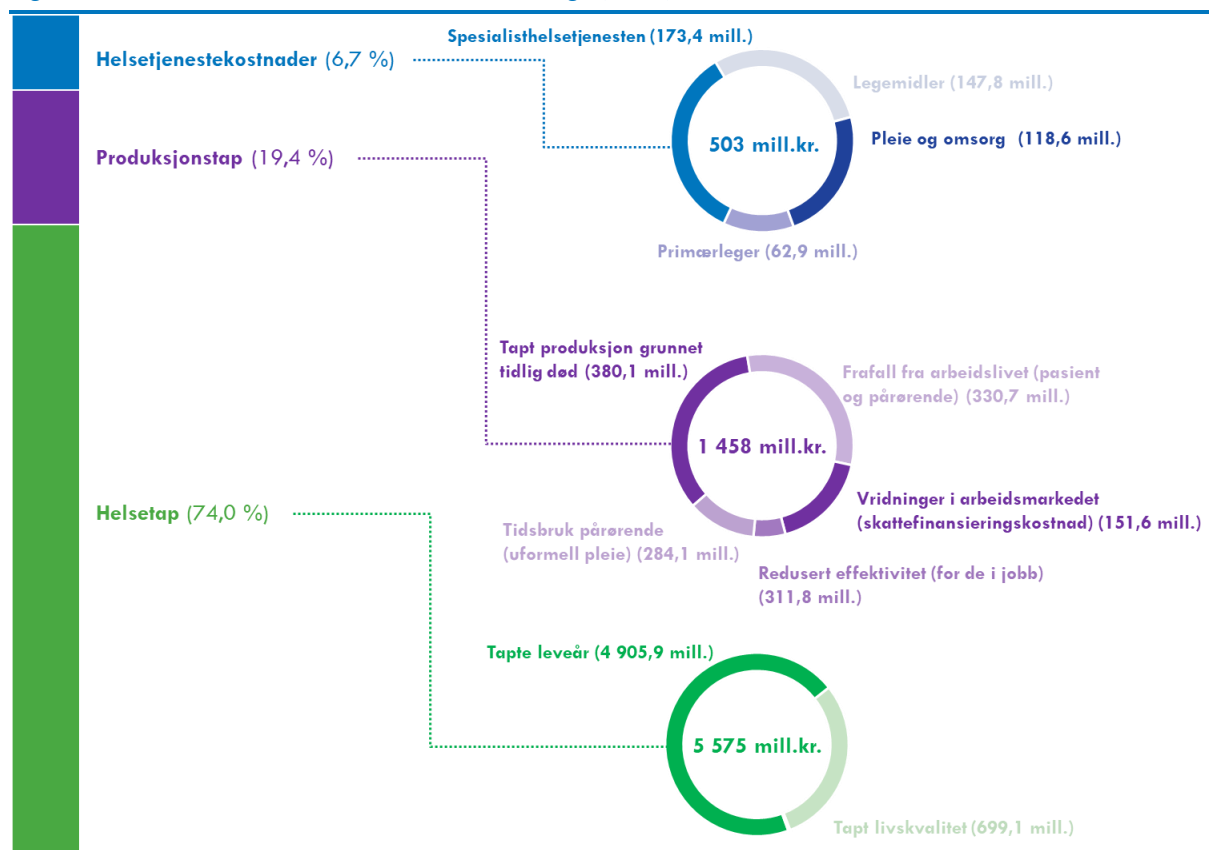 Helsetjenestekostnader (6,7 %)
Spesialisthelsetjenesten (173,4 mill.)
Legemidler (147,8 mill.)
503 mill.kr.
Pleie og omsorg (118,6 mill.)
Primærleger (62,9 mill.)
Produksjonstap (19,4 %)
Tapt produksjon grunnet
tidlig død (380,1 mill.)
Frafall fra arbeidslivet (pasient
og pårørende) (330,7 mill.)
1 458 mill.kr.
Vridninger i arbeidsmarkedet
(skattefinansieringskostnad) (151,6 mill.)
Tidsbruk pårørende
(uformell pleie) (284,1 mill.)
Redusert effektivitet (for de i jobb)
(311,8 mill.)
Helsetap (74,0 %)
Tapte leveår (4 905,9 mill.)
5 575 mill.kr.
Tapt livskvalitet (699,1 mill.)